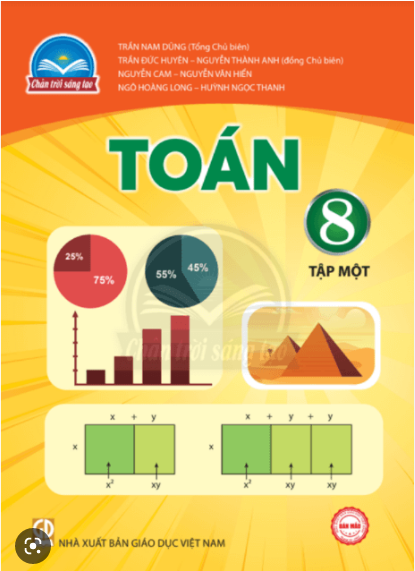 TRẦN NAM DŨNG (Tổng Chủ biên)
TRẦN ĐỨC HUYÊN – NGUYỄN THÀNH ANH (đồng Chủ biên)
NGUYỄN CAM – NGUYỄN VĂN HIỂN
NGÔ HOÀNG LONG – HUỲNH NGỌC THANH
Chân trời sáng tạo
TOÁN
8
TẬP MỘT
25%
75%
55%
45%
Chân trời sáng tạo
x + y
x
x² xy
x + y + y
x
x² xy xy
BẢN MẪU
NHÀ XUẤT BẢN GIÁO DỤC VIỆT NAM